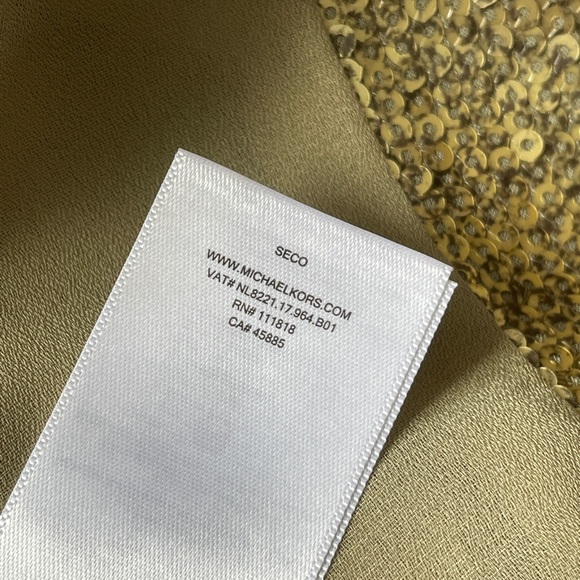 SECO
WWW.MICHAELKORS.COM
VAT# NL8221.17.964.B01
RN# 111818
CA# 45885